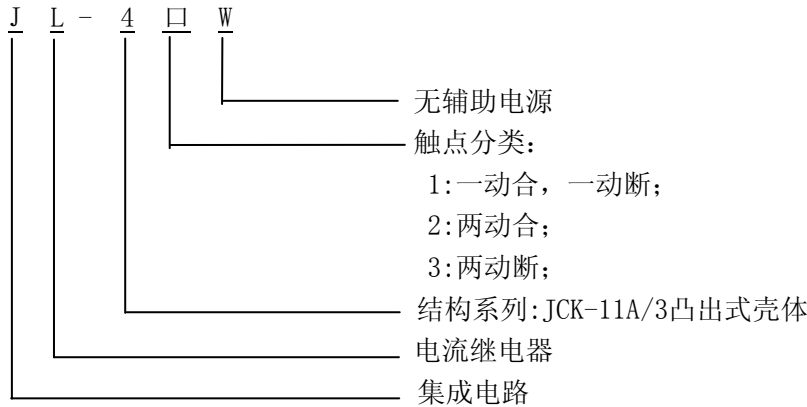 J L - 4 口 W
无辅助电源
触点分类：
1:一动合，一动断；
2:两动合；
3:两动断；
结构系列:JCK-11A/3凸出式壳体
电流继电器
集成电路